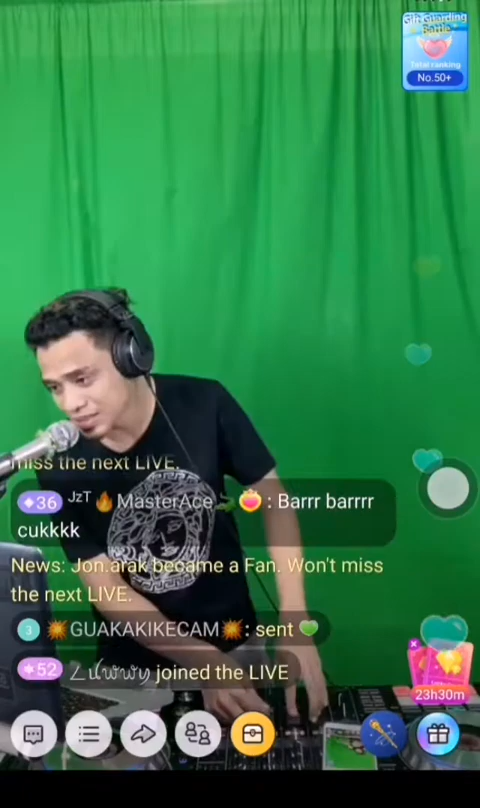 Gift Guarding
Battle
Total ranking
No.50+
miss the next LIVE.
36 JzT🔥MasterAce : Barrr barrrr
cukkkk
News: Jon.arak became a Fan. Won't miss
the next LIVE.
3 💥GUAKAKIKECAM💥: sent 💚
52 joined the LIVE
23h30m